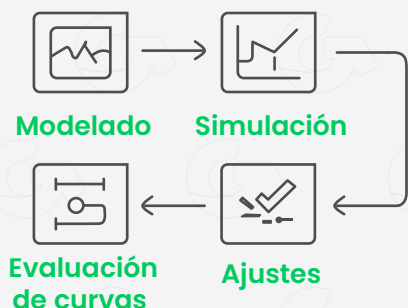 Modelado
Simulación
Evaluación
de curvas
Ajustes